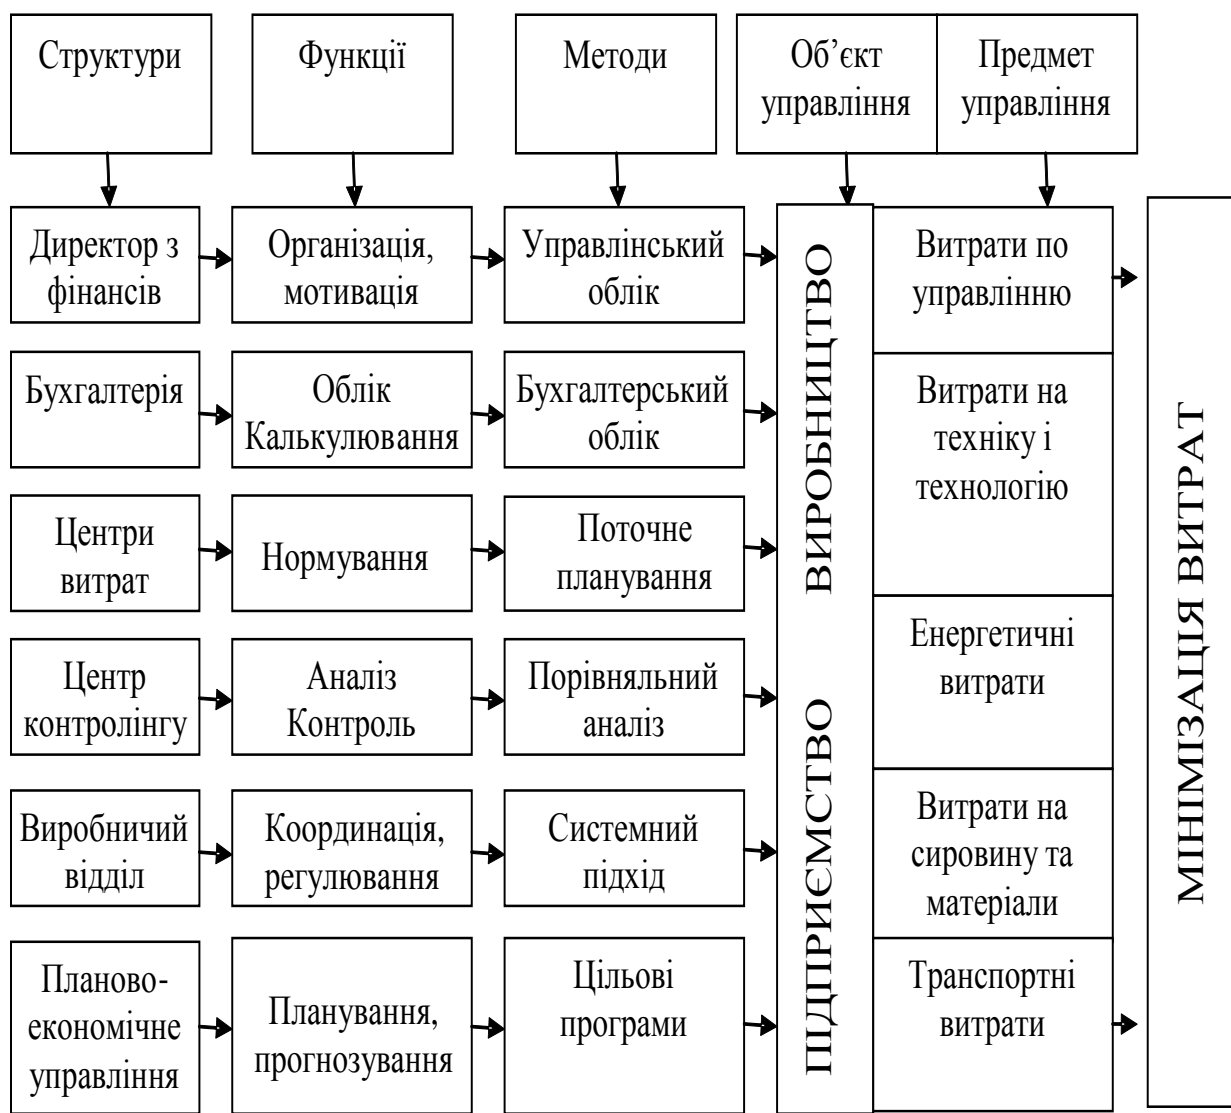 Структури
Функції
Методи
Об’єкт
управління
Предмет
управління
Директор з
фінансів
Організація,
мотивація
Управлінський
облік
Бухгалтерія
Облік
Калькулювання
Бухгалтерський
облік
Центри
витрат
Нормування
Поточне
планування
Центр
контролінгу
Аналіз
Контроль
Порівняльний
аналіз
Виробничий
відділ
Координація,
регулювання
Системний
підхід
Планово-
економічне
управління
Планування,
прогнозування
Цільові
програми
ПІДПРИЄМСТВО ВИРОБНИЦТВО
Витрати по
управлінню
Витрати на
техніку і
технологію
Енергетичні
витрати
Витрати на
сировину та
матеріали
Транспортні
витрати
МІНІМІЗАЦІЯ ВИТРАТ